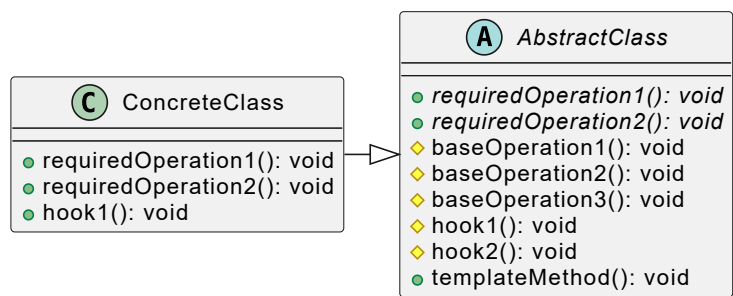 C ConcreteClass
requiredOperation1(): void
requiredOperation2(): void
hook1(): void
A AbstractClass
requiredOperation1(): void
requiredOperation2(): void
baseOperation1(): void
baseOperation2(): void
baseOperation3(): void
hook1(): void
hook2(): void
templateMethod(): void